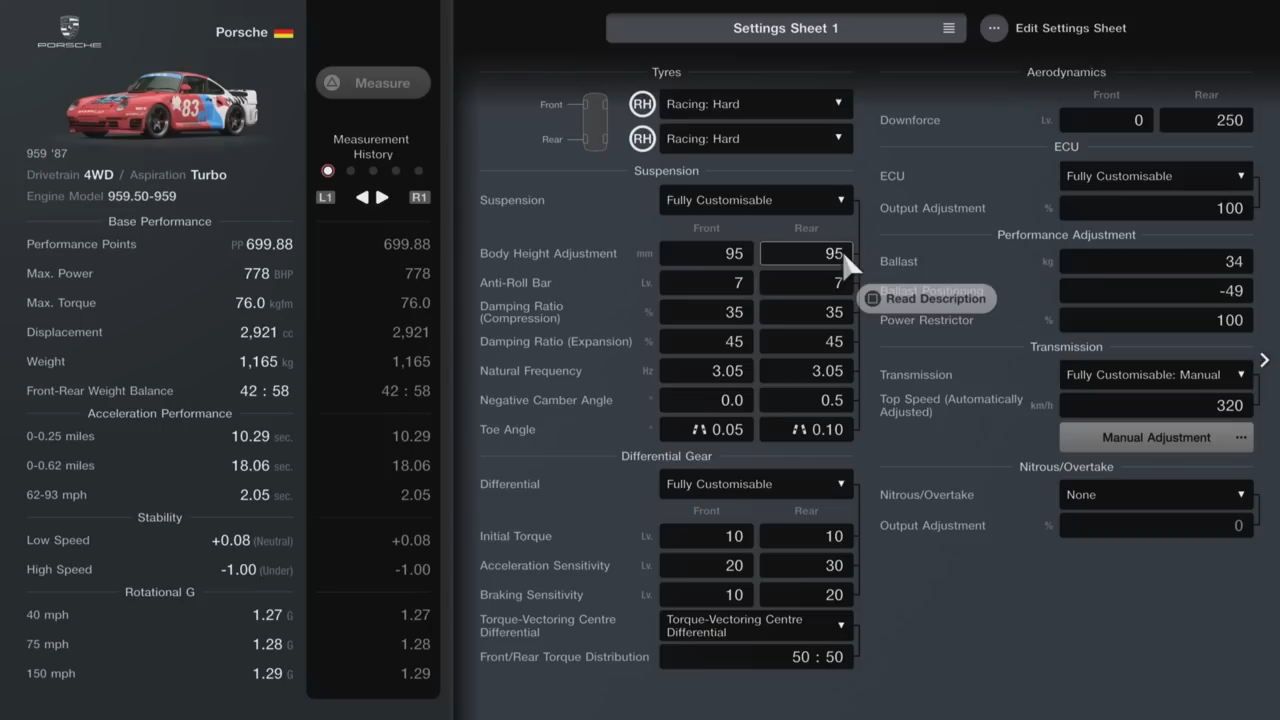 PORSCHE
Porsche
83
959 '87
Drivetrain 4WD / Aspiration Turbo
Engine Model 959.50-959
Base Performance
Performance Points PP 699.88
Max. Power 778 BHP
Max. Torque 76.0 kgfm
Displacement 2,921 cc
Weight 1,165 kg
Front-Rear Weight Balance 42 : 58
Acceleration Performance
0-0.25 miles 10.29 sec.
0-0.62 miles 18.06 sec.
62-93 mph 2.05 sec.
Stability
Low Speed +0.08 (Neutral)
High Speed -1.00 (Under)
Rotational G
40 mph 1.27 G
75 mph 1.28 G
150 mph 1.29 G
Measure
Measurement
History
L1 R1
699.88
778
76.0
2,921
1,165
42 : 58
10.29
18.06
2.05
+0.08
-1.00
1.27
1.28
1.29
Settings Sheet 1
Edit Settings Sheet
Tyres
Front RH Racing: Hard
Rear RH Racing: Hard
Suspension
Suspension Fully Customisable
Front Rear
Body Height Adjustment mm 95 95
Anti-Roll Bar Lv. 7 7
Damping Ratio
(Compression) % 35 35
Damping Ratio (Expansion) % 45 45
Natural Frequency Hz 3.05 3.05
Negative Camber Angle ° 0.0 0.5
Toe Angle ° 0.05 0.10
Differential Gear
Differential Fully Customisable
Front Rear
Initial Torque Lv. 10 10
Acceleration Sensitivity Lv. 20 30
Braking Sensitivity Lv. 10 20
Torque-Vectoring Centre
Differential
Torque-Vectoring Centre
Differential
Front/Rear Torque Distribution 50 : 50
Aerodynamics
Front Rear
Downforce Lv. 0 250
ECU
ECU Fully Customisable
Output Adjustment % 100
Performance Adjustment
Ballast kg 34
Ballast Positioning -49
Read Description
Power Restrictor % 100
Transmission
Transmission Fully Customisable: Manual
Top Speed (Automatically
Adjusted) km/h 320
Manual Adjustment
Nitrous/Overtake
Nitrous/Overtake None
Output Adjustment % 0